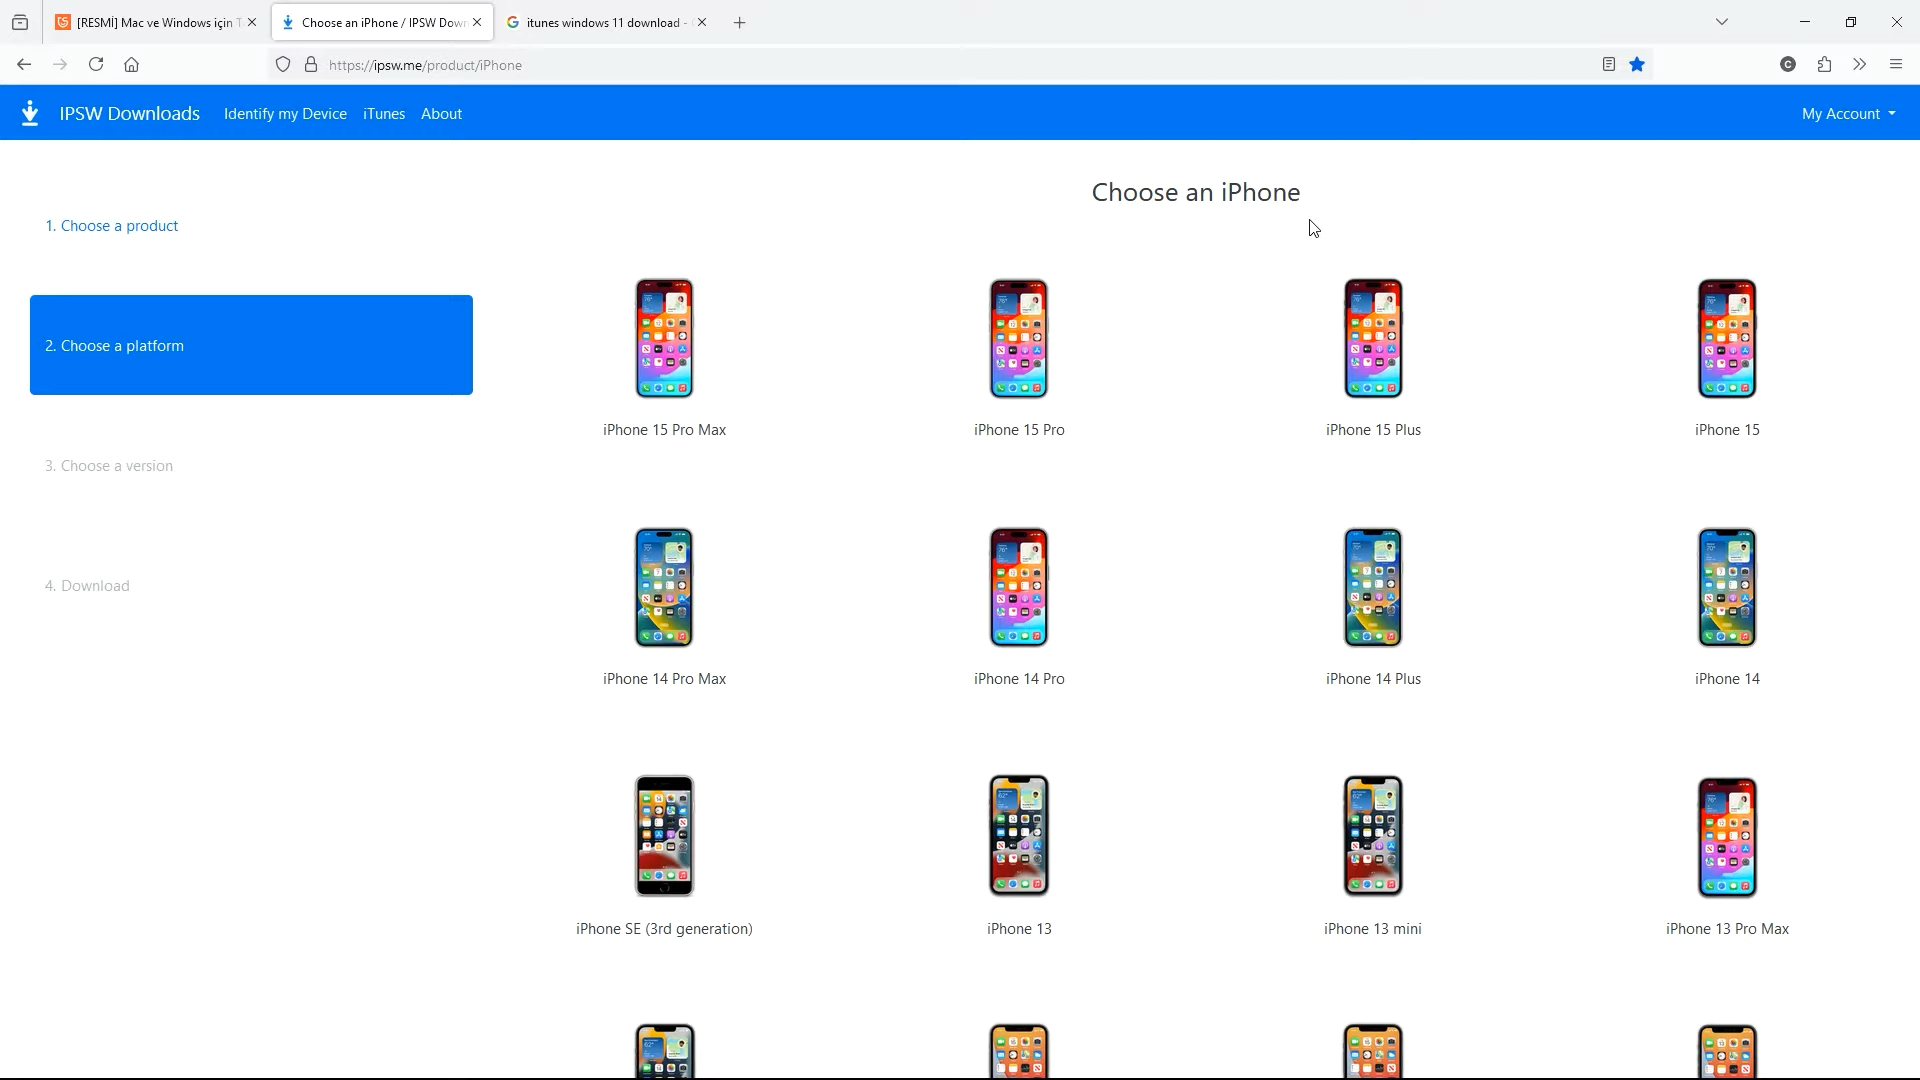 [RESMİ] Mac ve Windows için
Choose an iPhone / IPSW Down
itunes windows 11 download -
https://ipsw.me/product/iPhone
C
IPSW Downloads
Identify my Device
iTunes
About
My Account
Choose an iPhone
1. Choose a product
2. Choose a platform
3. Choose a version
4. Download
iPhone 15 Pro Max
iPhone 15 Pro
iPhone 15 Plus
iPhone 15
iPhone 14 Pro Max
iPhone 14 Pro
iPhone 14 Plus
iPhone 14
iPhone SE (3rd generation)
iPhone 13
iPhone 13 mini
iPhone 13 Pro Max